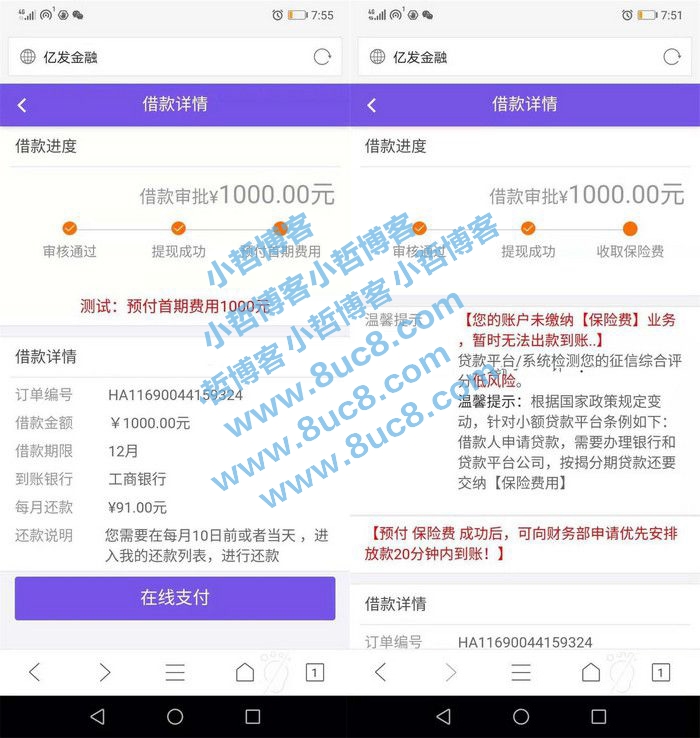 4G 7:55
亿发金融
借款详情
借款进度
借款审批¥1000.00元
审核通过 提现成功 预付首期费用
测试：预付首期费用1000元
借款详情
订单编号 HA11690044159324
借款金额 ￥1000.00元
借款期限 12月
到账银行 工商银行
每月还款 ¥91.00元
还款说明 您需要在每月10日前或者当天 ，进
入我的还款列表，进行还款
在线支付
1
4G 7:51
亿发金融
借款详情
借款进度
借款审批¥1000.00元
审核通过 提现成功 收取保险费
温馨提示 【您的账户未缴纳【保险费】业务
，暂时无法出款到账..】
贷款平台/系统检测您的征信综合评
分低风险。
温馨提示：根据国家政策规定变
动，针对小额贷款平台条例如下：
借款人申请贷款，需要办理银行和
贷款平台公司，按揭分期贷款还要
交纳【保险费用】
【预付 保险费 成功后，可向财务部申请优先安排
放款20分钟内到账！】
借款详情
订单编号 HA11690044159324
1
小哲博客小哲博客小哲博客
小哲博客小哲博客
哲博客 www.8uc8.com
www.8uc8.com
www.8uc8.com